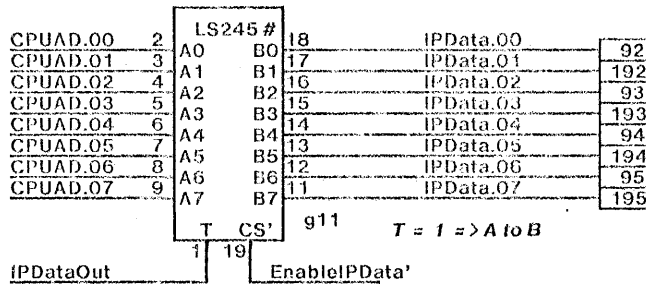 LS245 #
CPUAD.00 2 A0 B0 18 IPData.00 92
CPUAD.01 3 A1 B1 17 IPData.01 192
CPUAD.02 4 A2 B2 16 IPData.02 93
CPUAD.03 5 A3 B3 15 IPData.03 193
CPUAD.04 6 A4 B4 14 IPData.04 94
CPUAD.05 7 A5 B5 13 IPData.05 194
CPUAD.06 8 A6 B6 12 IPData.06 95
CPUAD.07 9 A7 B7 11 IPData.07 195
T CS' g11 T = 1 => A to B
1 19
IPDataOut EnableIPData'